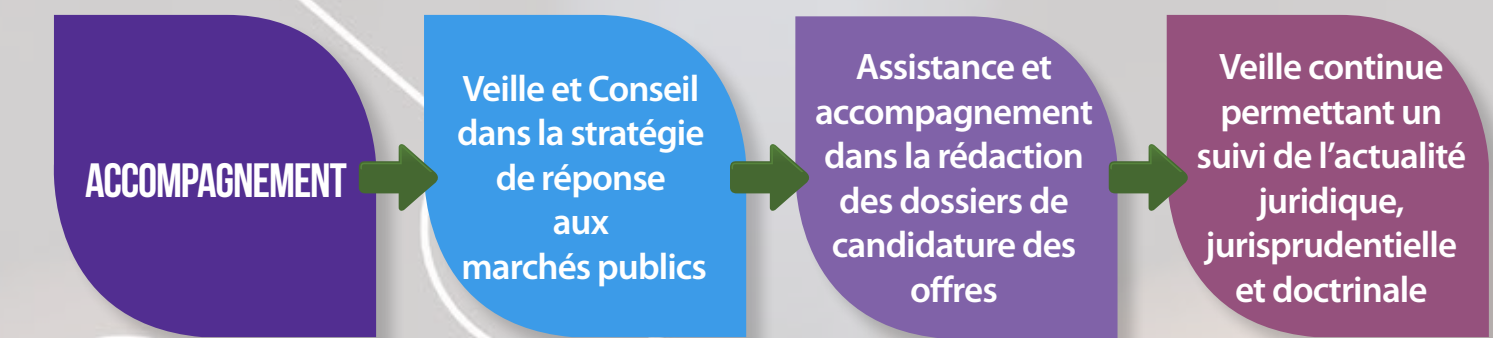 ACCOMPAGNEMENT
Veille et Conseil
dans la stratégie
de réponse
aux
marchés publics
Assistance et
accompagnement
dans la rédaction
des dossiers de
candidature des
offres
Veille continue
permettant un
suivi de l’actualité
juridique,
jurisprudentielle
et doctrinale